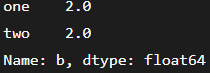 one    2.0
two    2.0
Name: b, dtype: float64